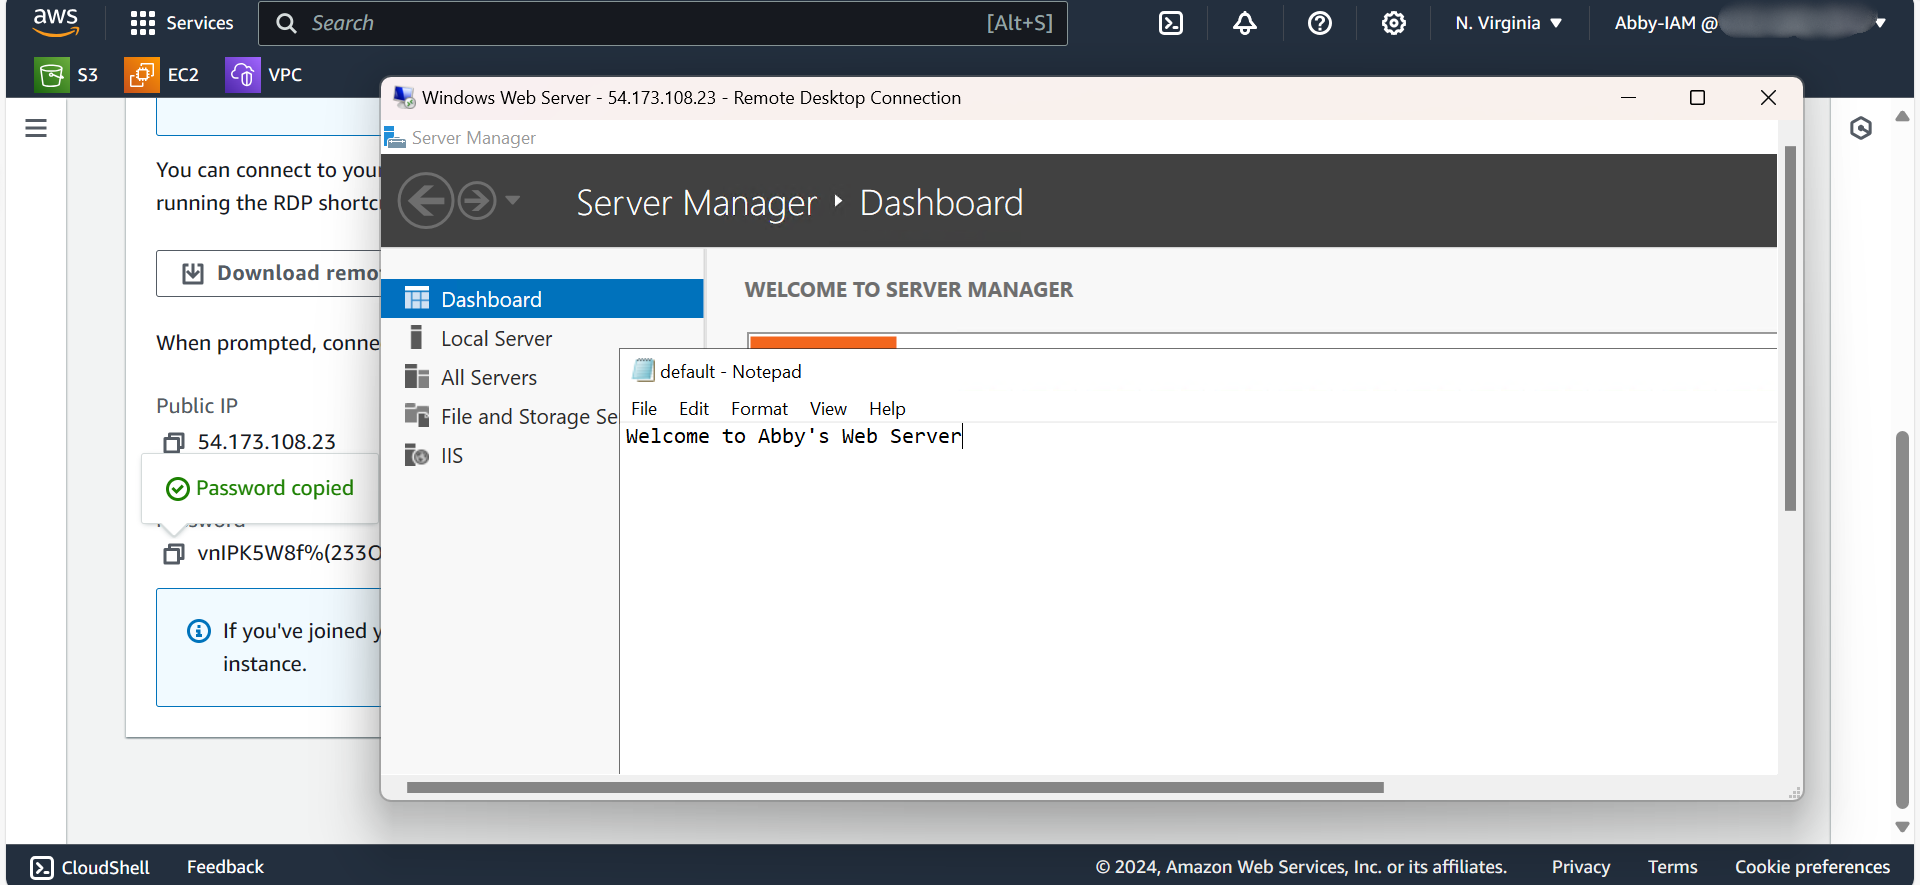 aws
Services
Search
[Alt+S]
N. Virginia
Abby-IAM @
S3
EC2
VPC
Windows Web Server - 54.173.108.23 - Remote Desktop Connection
Server Manager
Server Manager
Dashboard
You can connect to your
running the RDP shortc
Download remo
When prompted, conne
Public IP
54.173.108.23
Password copied
vnIPK5W8f%(233O
If you've joined y
instance.
Dashboard
Local Server
All Servers
File and Storage Se
IIS
WELCOME TO SERVER MANAGER
default - Notepad
File Edit Format View Help
Welcome to Abby's Web Server
CloudShell
Feedback
© 2024, Amazon Web Services, Inc. or its affiliates.
Privacy
Terms
Cookie preferences